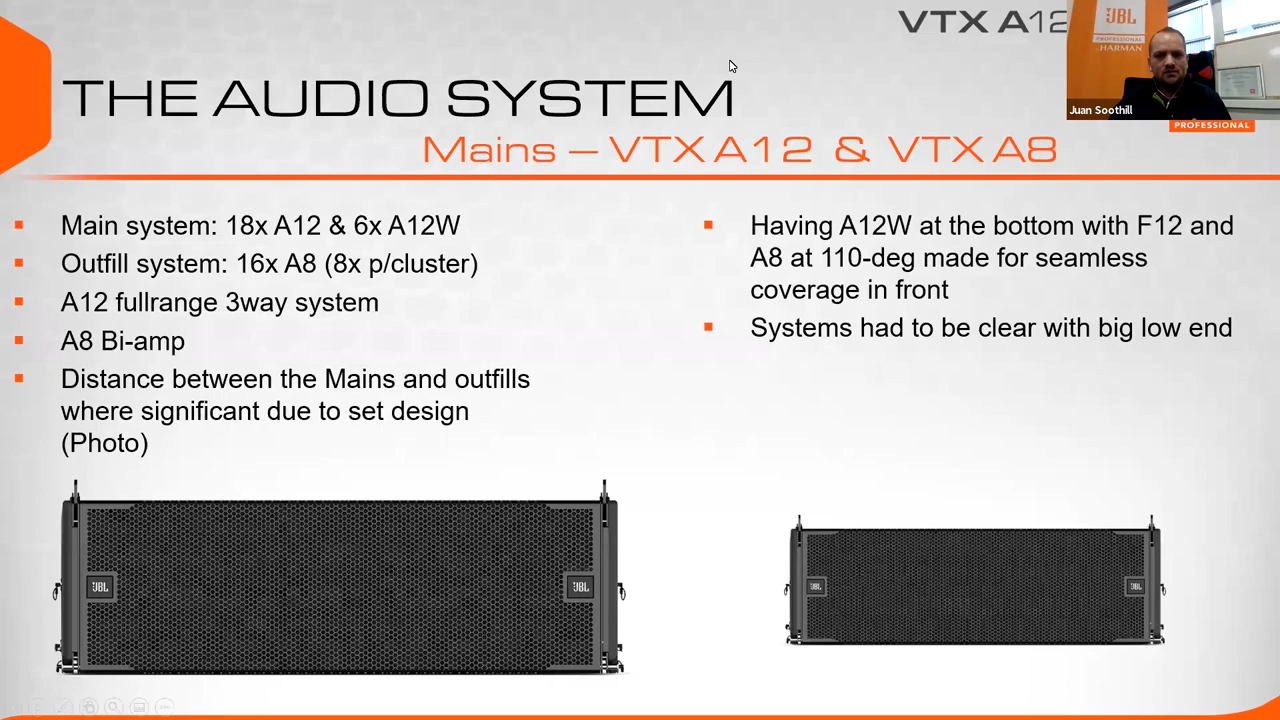 VTX A12
JBL
PROFESSIONAL
HARMAN
Juan Soothill
PROFESSIONAL
THE AUDIO SYSTEM
Mains – VTX A12 & VTX A8
Main system: 18x A12 & 6x A12W
Outfill system: 16x A8 (8x p/cluster)
A12 fullrange 3way system
A8 Bi-amp
Distance between the Mains and outfills
where significant due to set design
(Photo)
Having A12W at the bottom with F12 and
A8 at 110-deg made for seamless
coverage in front
Systems had to be clear with big low end
JBL
JBL
JBL
JBL